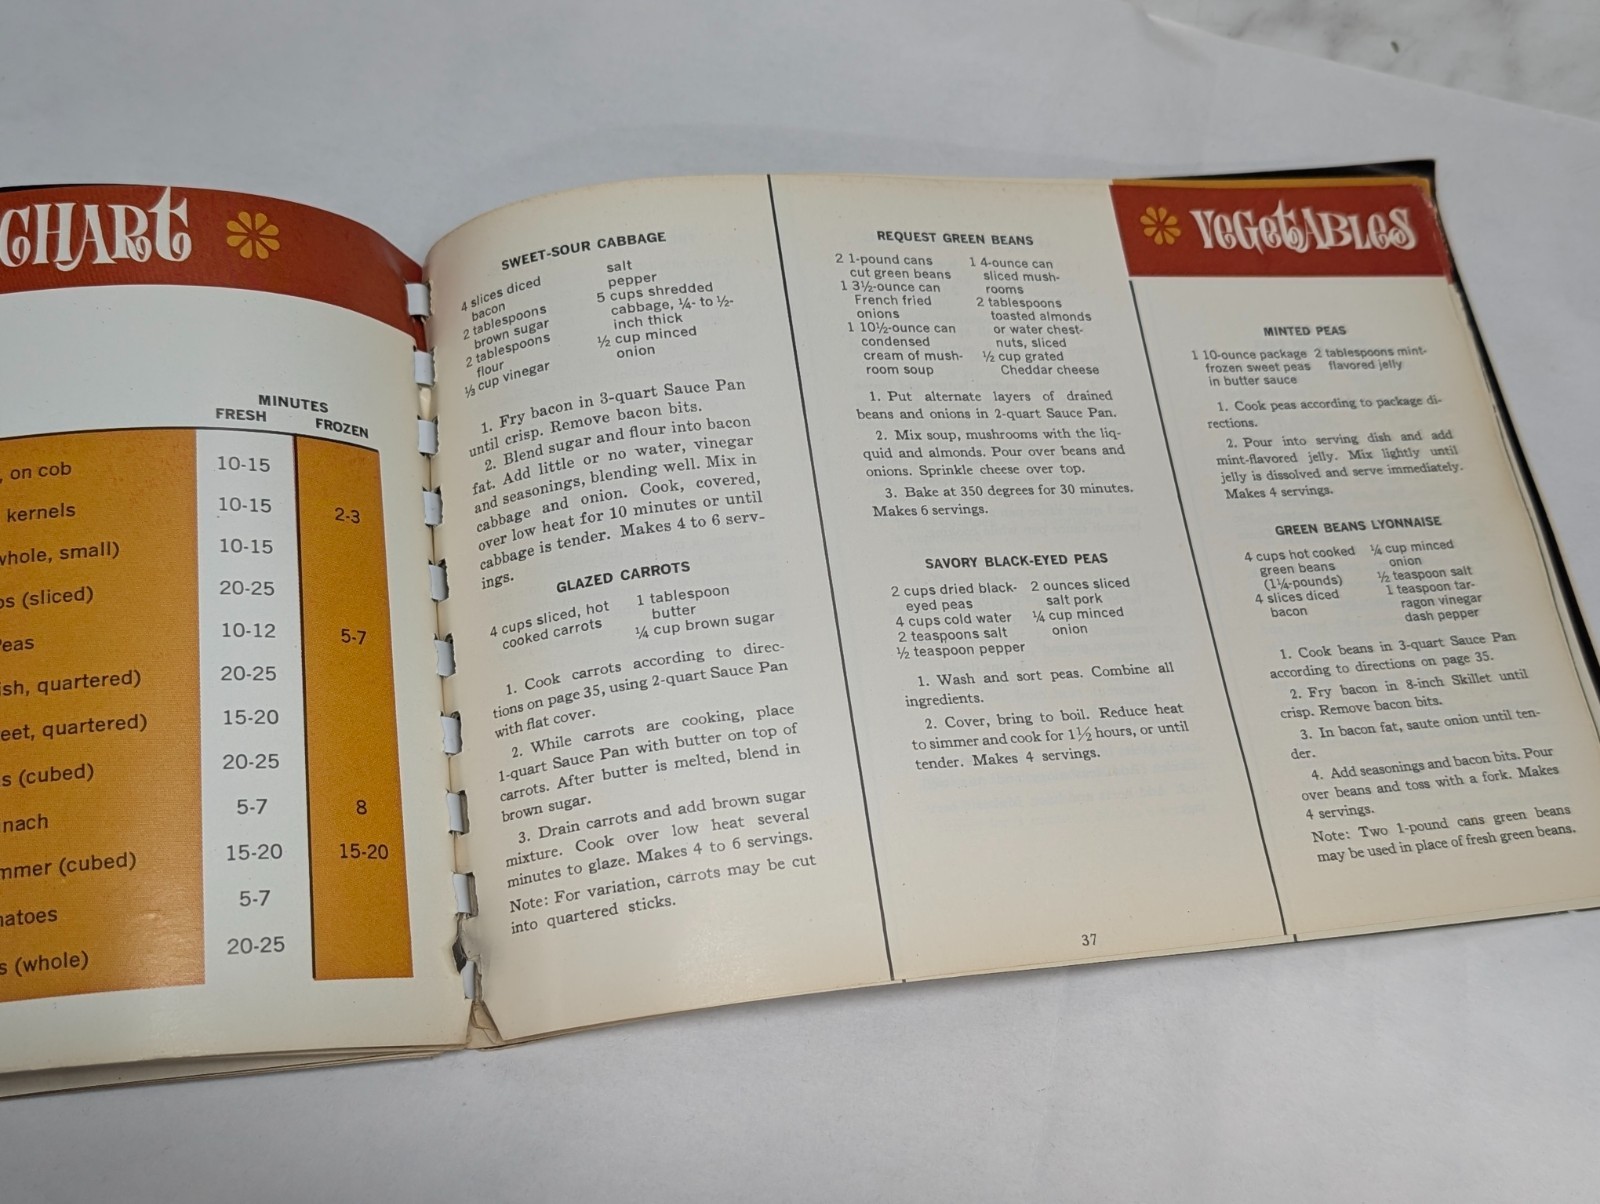 CHART
MINUTES
FRESH FROZEN
, on cob 10-15
kernels 10-15 2-3
whole, small) 10-15
(sliced) 20-25
eas 10-12 5-7
ish, quartered) 20-25
eet, quartered) 15-20
s (cubed) 20-25
nach 5-7 8
mmer (cubed) 15-20 15-20
atoes 5-7
s (whole) 20-25
SWEET-SOUR CABBAGE
4 slices diced
bacon
2 tablespoons
brown sugar
2 tablespoons
flour
⅓ cup vinegar
salt
pepper
5 cups shredded
cabbage, ¼- to ½-
inch thick
½ cup minced
onion
1. Fry bacon in 3-quart Sauce Pan
until crisp. Remove bacon bits.
2. Blend sugar and flour into bacon
fat. Add little or no water, vinegar
and seasonings, blending well. Mix in
cabbage and onion. Cook, covered,
over low heat for 10 minutes or until
cabbage is tender. Makes 4 to 6 serv-
ings.
GLAZED CARROTS
4 cups sliced, hot
cooked carrots
1 tablespoon
butter
¼ cup brown sugar
1. Cook carrots according to direc-
tions on page 35, using 2-quart Sauce Pan
with flat cover.
2. While carrots are cooking, place
1-quart Sauce Pan with butter on top of
carrots. After butter is melted, blend in
brown sugar.
3. Drain carrots and add brown sugar
mixture. Cook over low heat several
minutes to glaze. Makes 4 to 6 servings.
Note: For variation, carrots may be cut
into quartered sticks.
REQUEST GREEN BEANS
2 1-pound cans
cut green beans
1 3½-ounce can
French fried
onions
1 10½-ounce can
condensed
cream of mush-
room soup
1 4-ounce can
sliced mush-
rooms
2 tablespoons
toasted almonds
or water chest-
nuts, sliced
½ cup grated
Cheddar cheese
1. Put alternate layers of drained
beans and onions in 2-quart Sauce Pan.
2. Mix soup, mushrooms with the liq-
quid and almonds. Pour over beans and
onions. Sprinkle cheese over top.
3. Bake at 350 degrees for 30 minutes.
Makes 6 servings.
SAVORY BLACK-EYED PEAS
2 cups dried black-
eyed peas
4 cups cold water
2 teaspoons salt
½ teaspoon pepper
2 ounces sliced
salt pork
¼ cup minced
onion
1. Wash and sort peas. Combine all
ingredients.
2. Cover, bring to boil. Reduce heat
to simmer and cook for 1½ hours, or until
tender. Makes 4 servings.
37
VEGETABLES
MINTED PEAS
1 10-ounce package
frozen sweet peas
in butter sauce
2 tablespoons mint-
flavored jelly
1. Cook peas according to package di-
rections.
2. Pour into serving dish and add
mint-flavored jelly. Mix lightly until
jelly is dissolved and serve immediately.
Makes 4 servings.
GREEN BEANS LYONNAISE
4 cups hot cooked
green beans
(1¼-pounds)
4 slices diced
bacon
¼ cup minced
onion
½ teaspoon salt
1 teaspoon tar-
ragon vinegar
dash pepper
1. Cook beans in 3-quart Sauce Pan
according to directions on page 35.
2. Fry bacon in 8-inch Skillet until
crisp. Remove bacon bits.
3. In bacon fat, saute onion until ten-
der.
4. Add seasonings and bacon bits. Pour
over beans and toss with a fork. Makes
4 servings.
Note: Two 1-pound cans green beans
may be used in place of fresh green beans.